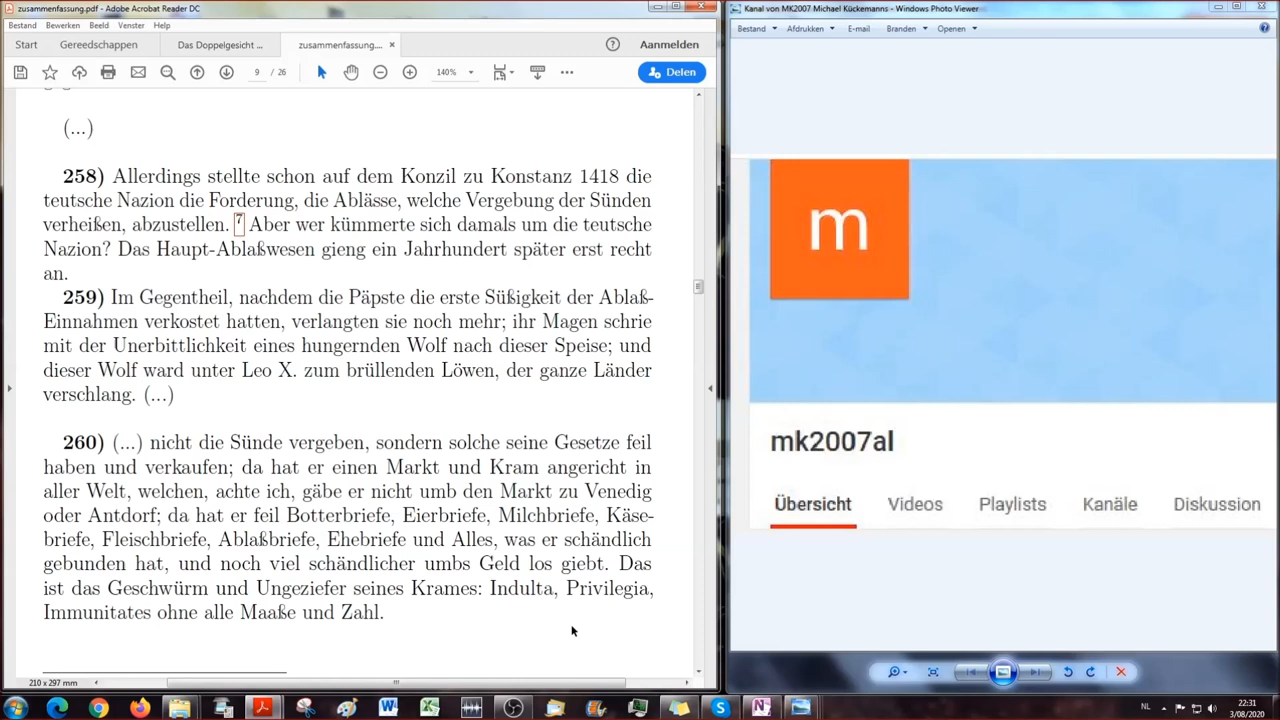 zusammenfassung.pdf - Adobe Acrobat Reader DC
Bestand Bewerken Beeld Venster Help
Start Gereedschappen Das Doppelgesicht ... zusammenfassung.... × Anmelden
9 / 26 140% Delen
(...)
258) Allerdings stellte schon auf dem Konzil zu Konstanz 1418 die
teutsche Nazion die Forderung, die Ablässe, welche Vergebung der Sünden
verheißen, abzustellen. 7 Aber wer kümmerte sich damals um die teutsche
Nazion? Das Haupt-Ablaßwesen gieng ein Jahrhundert später erst recht
an.
259) Im Gegentheil, nachdem die Päpste die erste Süßigkeit der Ablaß-
Einnahmen verkostet hatten, verlangten sie noch mehr; ihr Magen schrie
mit der Unerbittlichkeit eines hungernden Wolf nach dieser Speise; und
dieser Wolf ward unter Leo X. zum brüllenden Löwen, der ganze Länder
verschlang. (...)
260) (...) nicht die Sünde vergeben, sondern solche seine Gesetze feil
haben und verkaufen; da hat er einen Markt und Kram angericht in
aller Welt, welchen, achte ich, gäbe er nicht umb den Markt zu Venedig
oder Antdorf; da hat er feil Botterbriefe, Eierbriefe, Milchbriefe, Käse-
briefe, Fleischbriefe, Ablaßbriefe, Ehebriefe und Alles, was er schändlich
gebunden hat, und noch viel schändlicher umbs Geld los giebt. Das
ist das Geschwürm und Ungeziefer seines Krames: Indulta, Privilegia,
Immunitates ohne alle Maaße und Zahl.
210 x 297 mm
Kanal von MK2007 Michael Kückemanns - Windows Photo Viewer
Bestand Afdrukken E-mail Branden Openen
m
mk2007al
Übersicht Videos Playlists Kanäle Diskussion
NL 22:31
3/08/2020